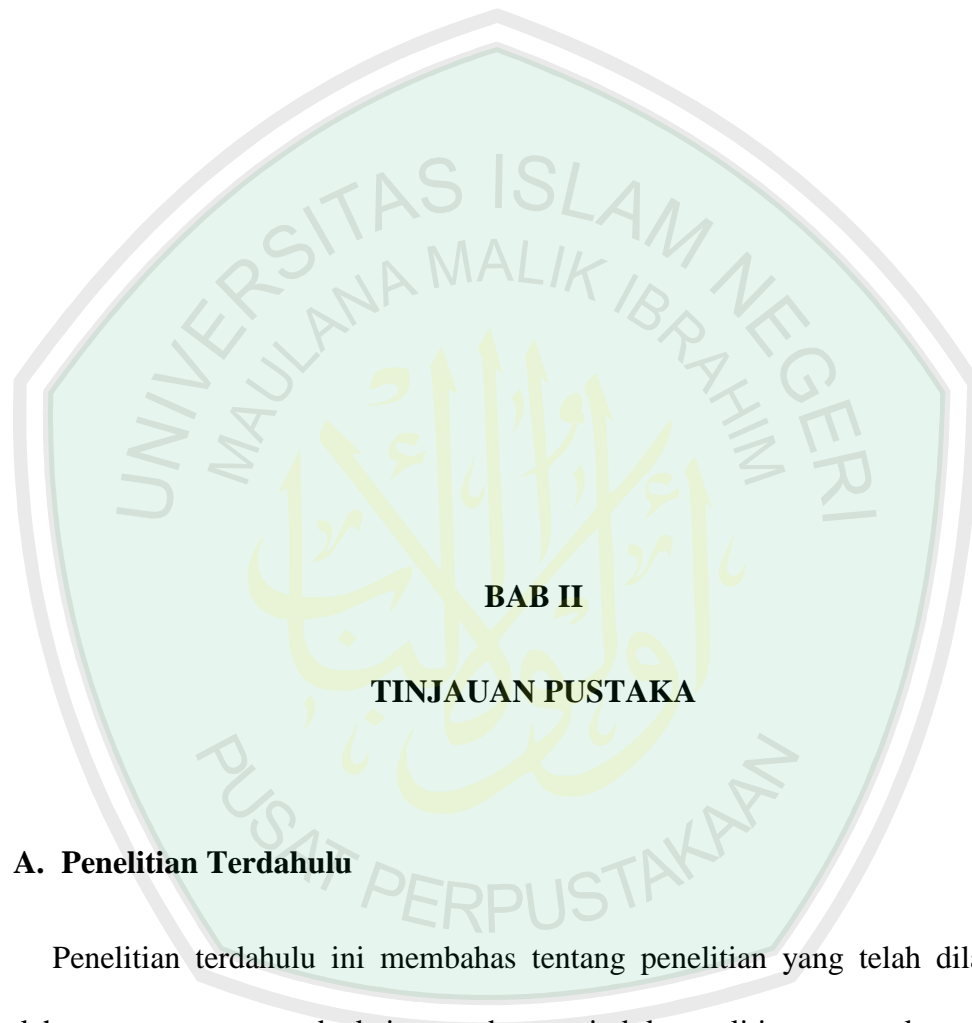 UNIVERSITAS ISLAM NEGERI
MAULANA MALIK IBRAHIM
BAB II
TINJAUAN PUSTAKA
PUSAT PERPUSTAKAAN
A. Penelitian Terdahulu
Penelitian terdahulu ini membahas tentang penelitian yang telah